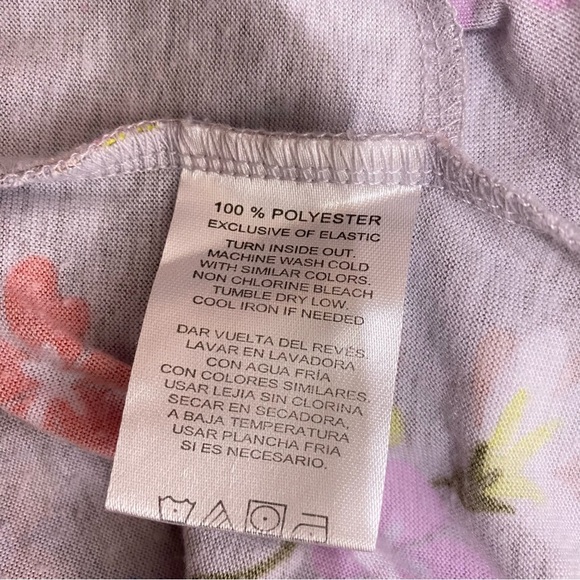 100 % POLYESTER
EXCLUSIVE OF ELASTIC
TURN INSIDE OUT.
MACHINE WASH COLD
WITH SIMILAR COLORS.
NON CHLORINE BLEACH
TUMBLE DRY LOW.
COOL IRON IF NEEDED
DAR VUELTA DEL REVÉS.
LAVAR EN LAVADORA
CON AGUA FRÍA
CON COLORES SIMILARES.
USAR LEJIA SIN CLORINA
SECAR EN SECADORA,
A BAJA TEMPERATURA
USAR PLANCHA FRIA
SI ES NECESARIO.